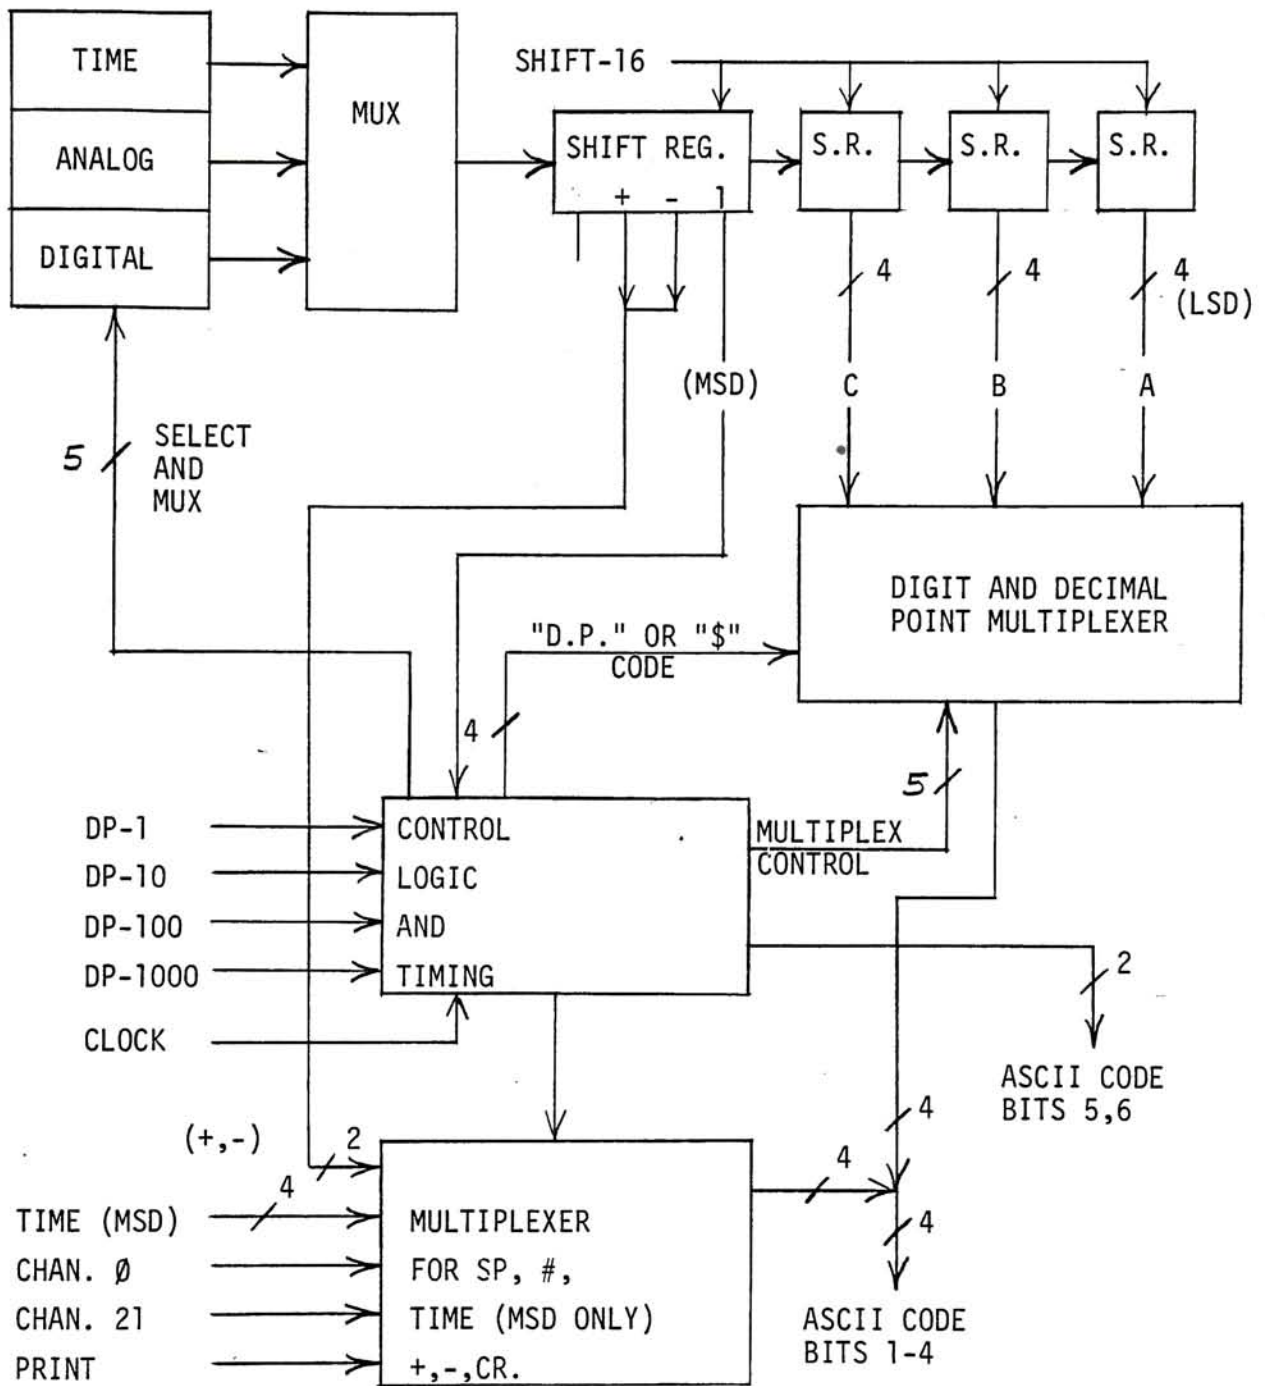 TIME
ANALOG
DIGITAL
MUX
SHIFT-16
SHIFT REG.
+ - 1
S.R.
S.R.
S.R.
4
4
4
(LSD)
(MSD)
C
B
A
5
SELECT
AND
MUX
DIGIT AND DECIMAL
POINT MULTIPLEXER
"D.P." OR "$"
CODE
4
5
DP-1
DP-10
DP-100
DP-1000
CLOCK
CONTROL
LOGIC
AND
TIMING
MULTIPLEX
CONTROL
2
ASCII CODE
BITS 5,6
4
(+,-)
2
4
4
4
TIME (MSD)
CHAN. Ø
CHAN. 21
PRINT
MULTIPLEXER
FOR SP, #,
TIME (MSD ONLY)
+,-,CR.
ASCII CODE
BITS 1-4